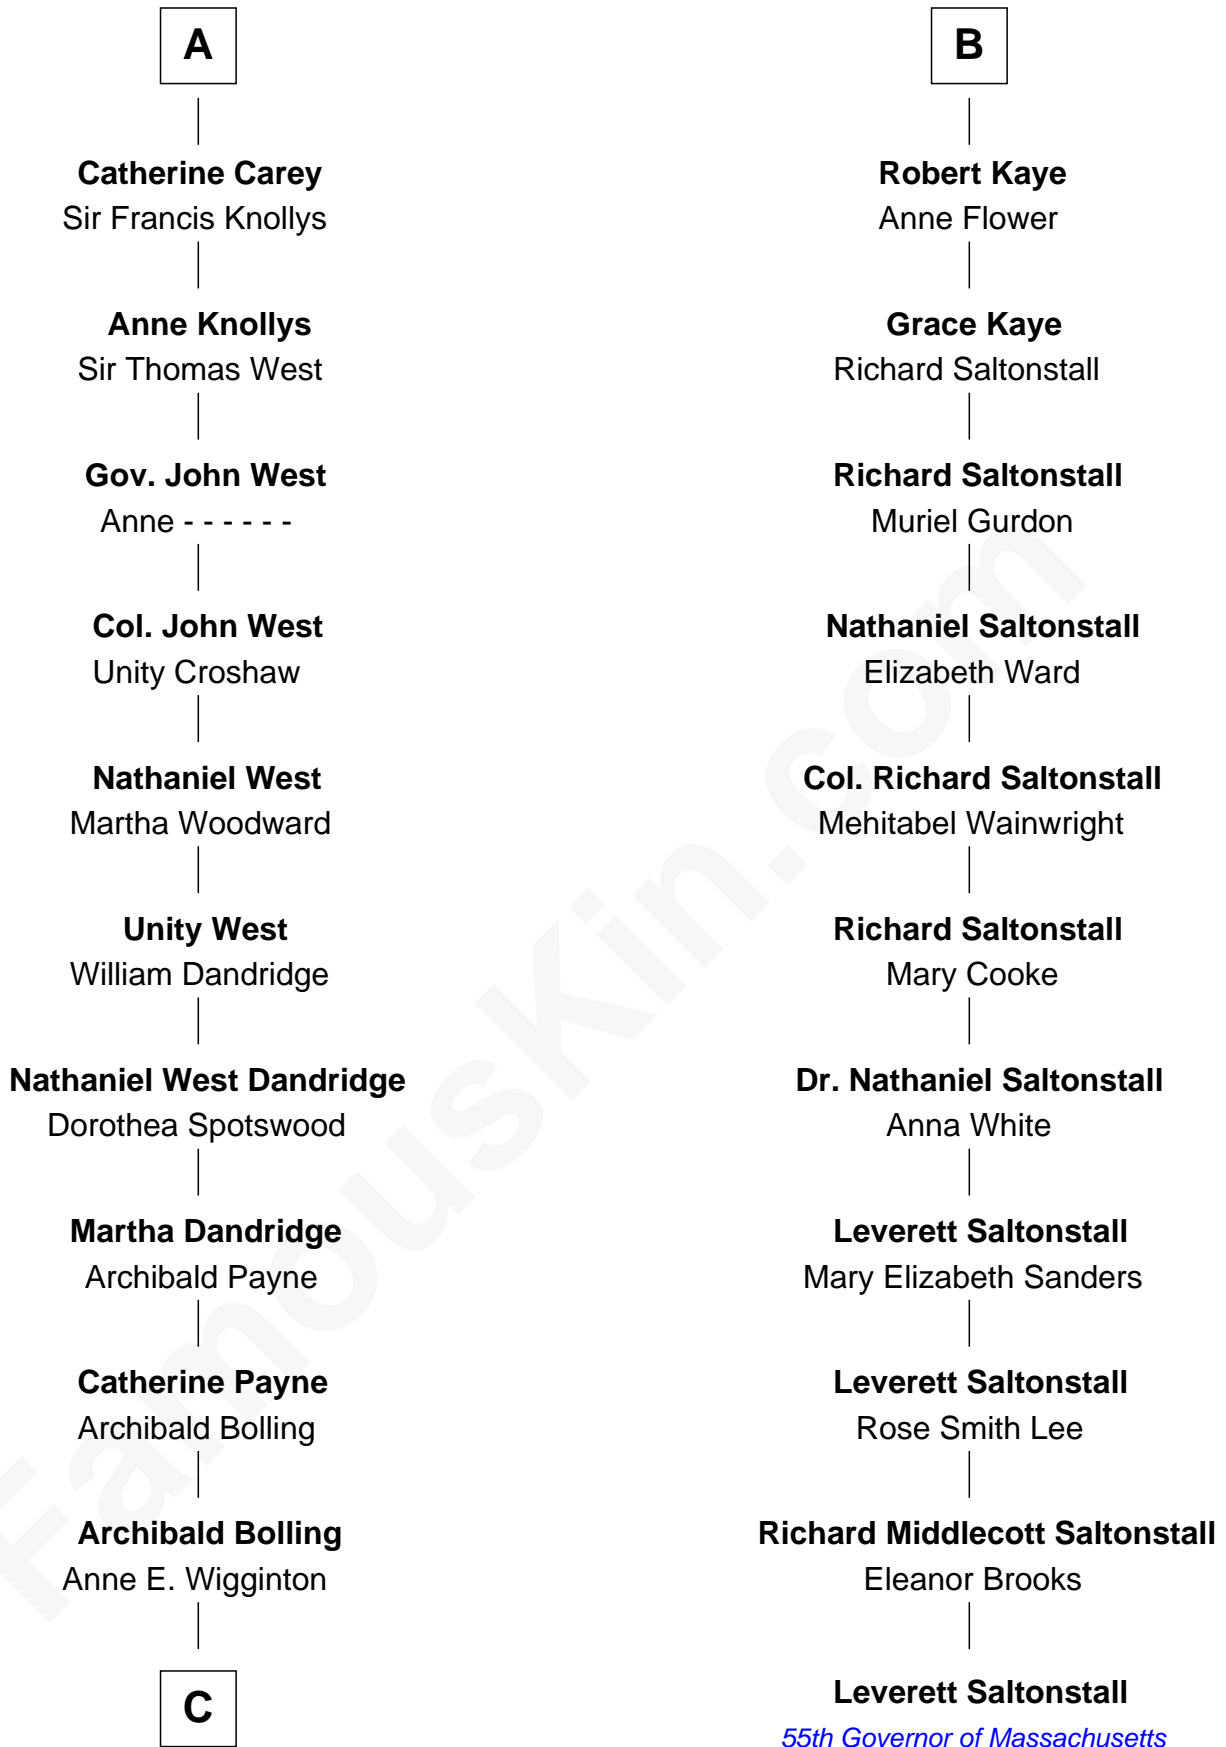 A
Catherine Carey
Sir Francis Knollys
Anne Knollys
Sir Thomas West
Gov. John West
Anne - - - - - -
Col. John West
Unity Croshaw
Nathaniel West
Martha Woodward
Unity West
William Dandridge
Nathaniel West Dandridge
Dorothea Spotswood
Martha Dandridge
Archibald Payne
Catherine Payne
Archibald Bolling
Archibald Bolling
Anne E. Wigginton
C
B
Robert Kaye
Anne Flower
Grace Kaye
Richard Saltonstall
Richard Saltonstall
Muriel Gurdon
Nathaniel Saltonstall
Elizabeth Ward
Col. Richard Saltonstall
Mehitabel Wainwright
Richard Saltonstall
Mary Cooke
Dr. Nathaniel Saltonstall
Anna White
Leverett Saltonstall
Mary Elizabeth Sanders
Leverett Saltonstall
Rose Smith Lee
Richard Middlecott Saltonstall
Eleanor Brooks
Leverett Saltonstall
55th Governor of Massachusetts
FamousKin.com